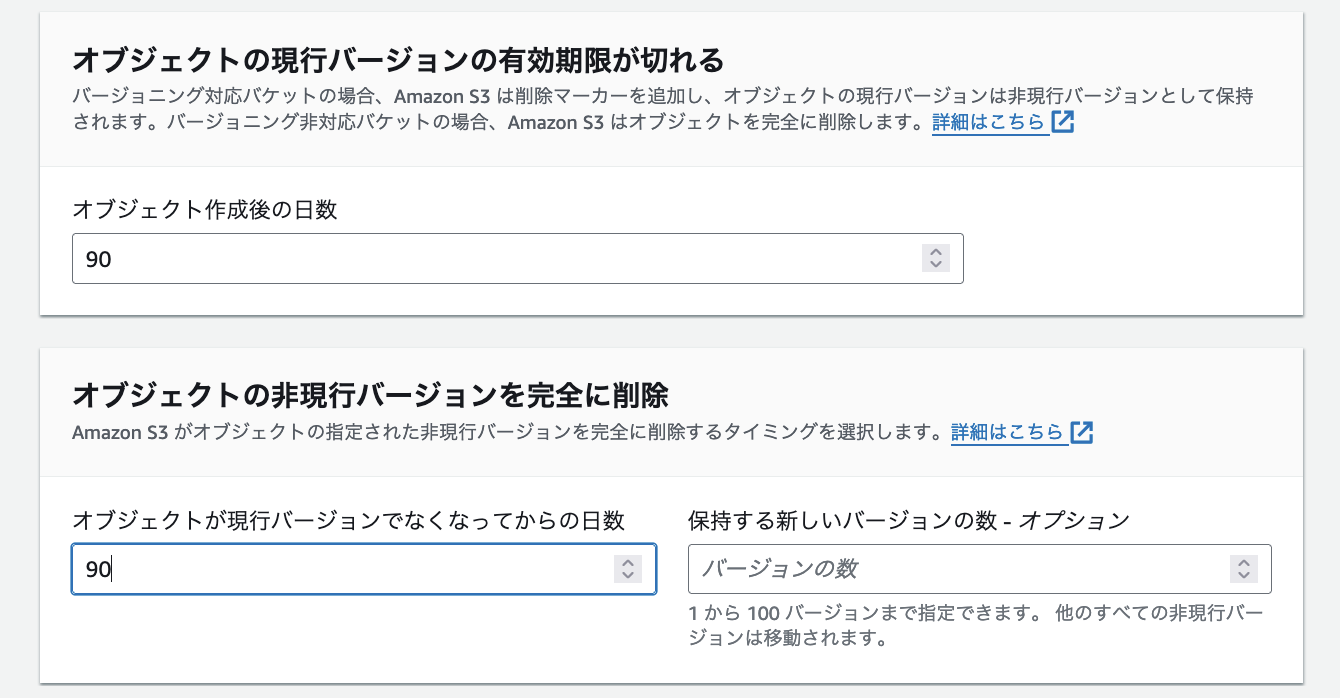 オブジェクトの現行バージョンの有効期限が切れる
バージョニング対応バケットの場合、Amazon S3 は削除マーカーを追加し、オブジェクトの現行バージョンは非現行バージョンとして保持
されます。バージョニング非対応バケットの場合、Amazon S3 はオブジェクトを完全に削除します。詳細はこちら
オブジェクト作成後の日数
90
オブジェクトの非現行バージョンを完全に削除
Amazon S3 がオブジェクトの指定された非現行バージョンを完全に削除するタイミングを選択します。詳細はこちら
オブジェクトが現行バージョンでなくなってからの日数
90
保持する新しいバージョンの数 - オプション
バージョンの数
1 から 100 バージョンまで指定できます。 他のすべての非現行バー
ジョンは移動されます。